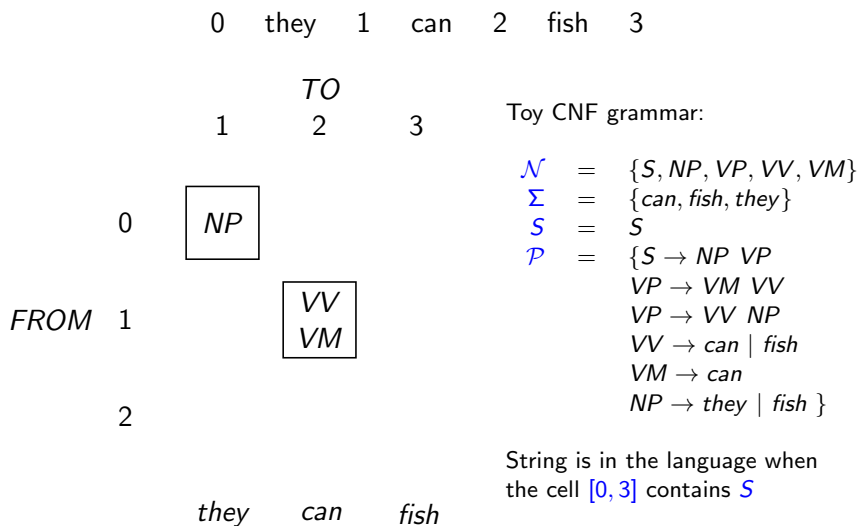 0 they 1 can 2 fish 3
TO
1 2 3
0 NP
VV
FROM 1
VM
2
they can fish
Toy CNF grammar:
𝒩 = {S, NP, VP, VV, VM}
Σ = {can, fish, they}
S = S
𝒫 = {S → NP VP
VP → VM VV
VP → VV NP
VV → can | fish
VM → can
NP → they | fish }
String is in the language when
the cell [0, 3] contains S